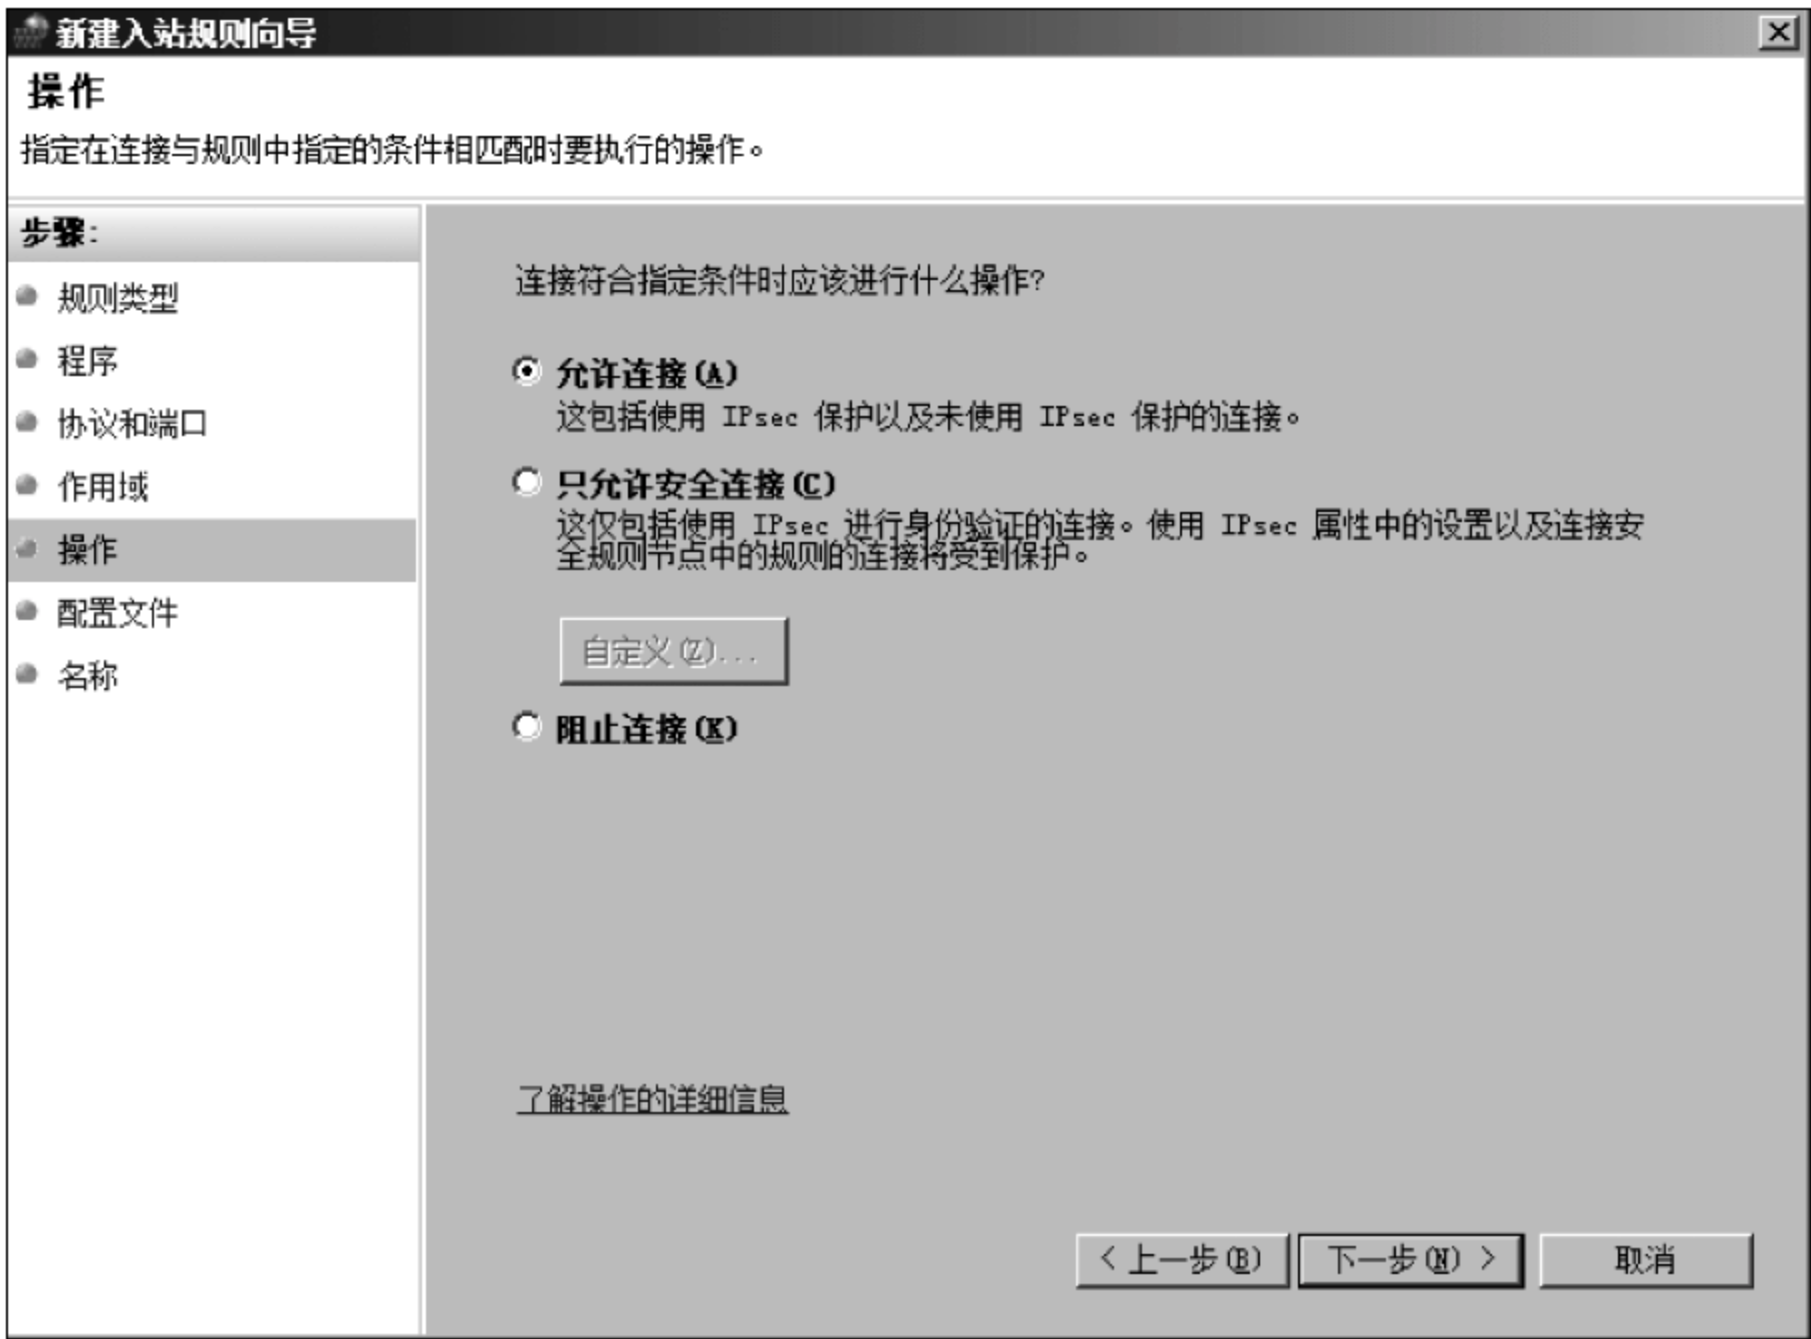 新建入站规则向导
操作
指定在连接与规则中指定的条件相匹配时要执行的操作。
步骤:
规则类型
程序
协议和端口
作用域
操作
配置文件
名称
连接符合指定条件时应该进行什么操作?
允许连接(A)
这包括使用 IPsec 保护以及未使用 IPsec 保护的连接。
只允许安全连接(C)
这仅包括使用 IPsec 进行身份验证的连接。使用 IPsec 属性中的设置以及连接安
全规则节点中的规则的连接将受到保护。
自定义(Z)...
阻止连接(K)
了解操作的详细信息
< 上一步(B)
下一步(N) >
取消